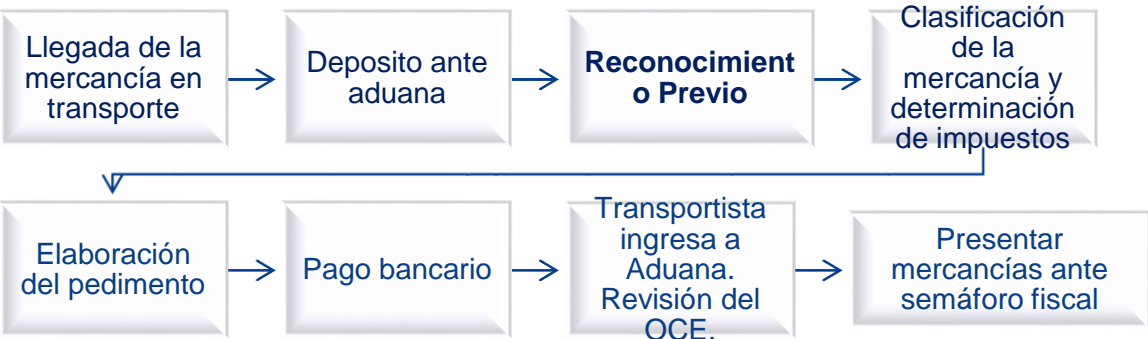 Llegada de la
mercancía en
transporte
Deposito ante
aduana
Reconocimient
o Previo
Clasificación
de la
mercancía y
determinación
de impuestos
Elaboración
del pedimento
Pago bancario
Transportista
ingresa a
Aduana.
Revisión del
OCE.
Presentar
mercancías ante
semáforo fiscal